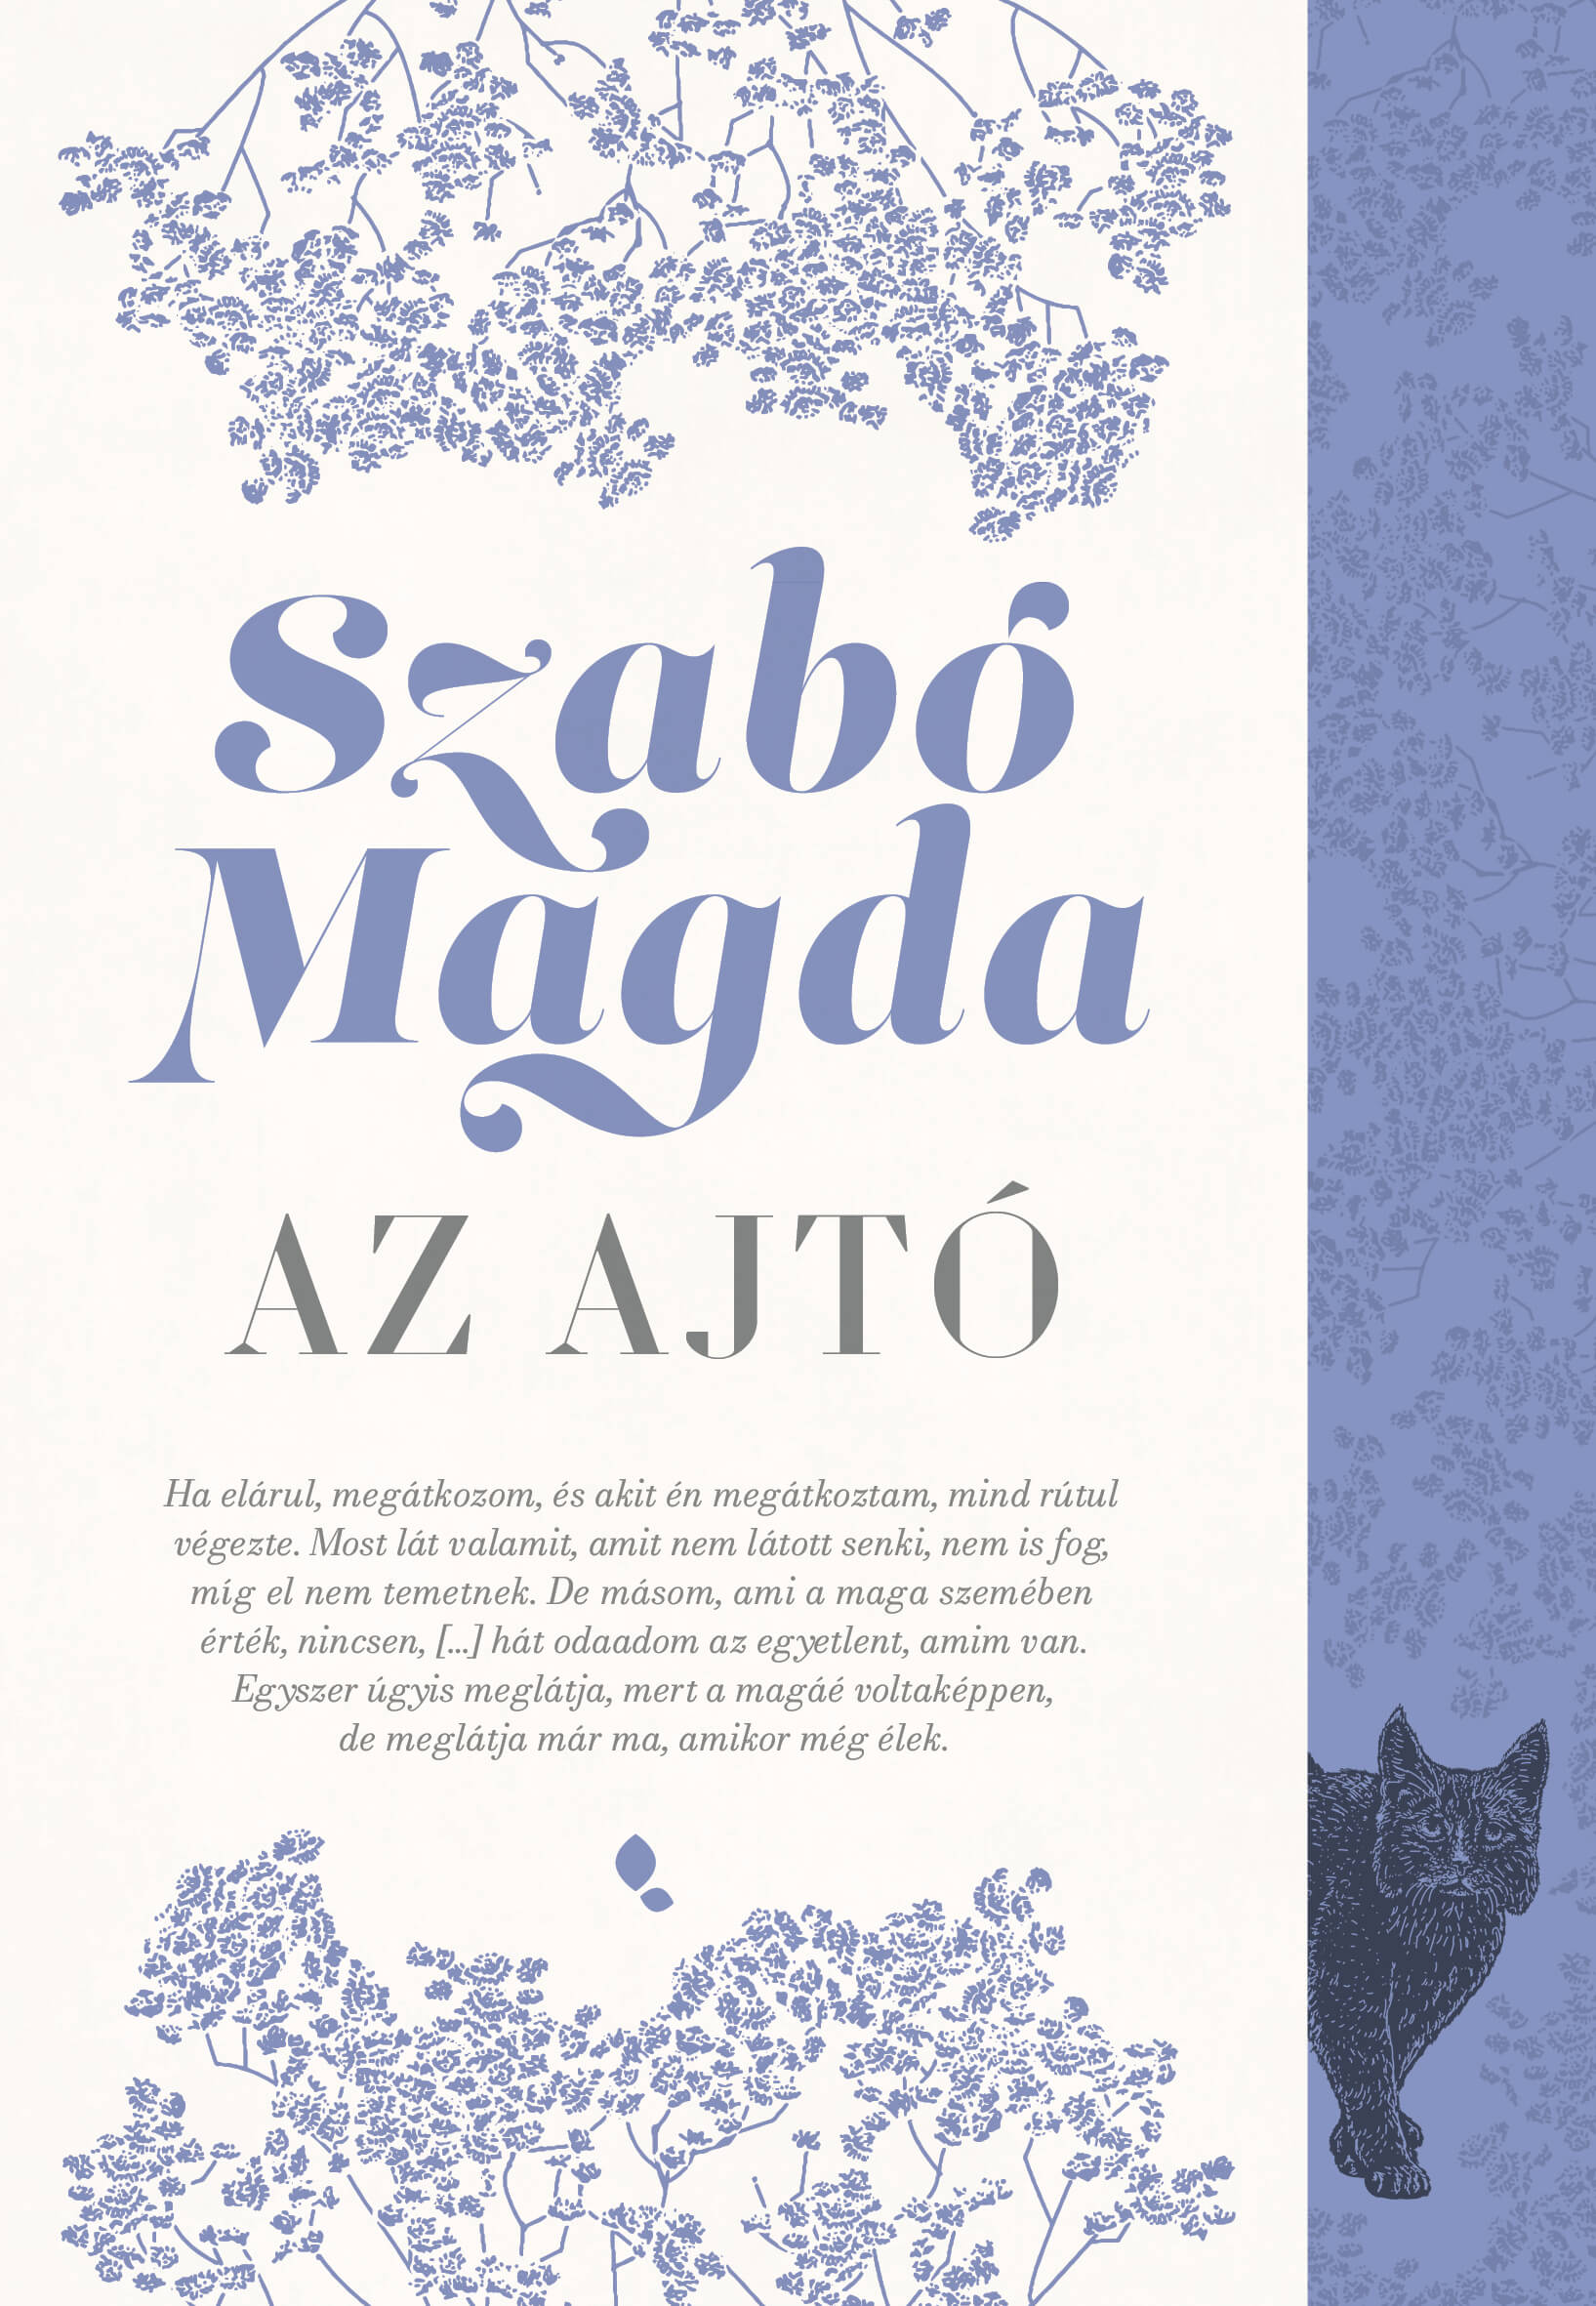 Szabó
Magda
AZ AJTÓ
Ha elárul, megátkozom, és akit én megátkoztam, mind rútul
végezte. Most lát valamit, amit nem látott senki, nem is fog,
míg el nem temetnek. De másom, ami a maga szemében
érték, nincsen, [...] hát odaadom az egyetlent, amim van.
Egyszer úgyis meglátja, mert a magáé voltaképpen,
de meglátja már ma, amikor még élek.